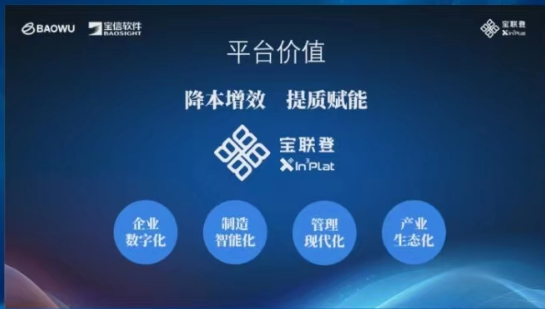 BAOWU
宝信软件
BAOSIGHT
宝联登
XIn³Plat
平台价值
降本增效 提质赋能
宝联登
XIn³Plat
企业
数字化
制造
智能化
管理
现代化
产业
生态化